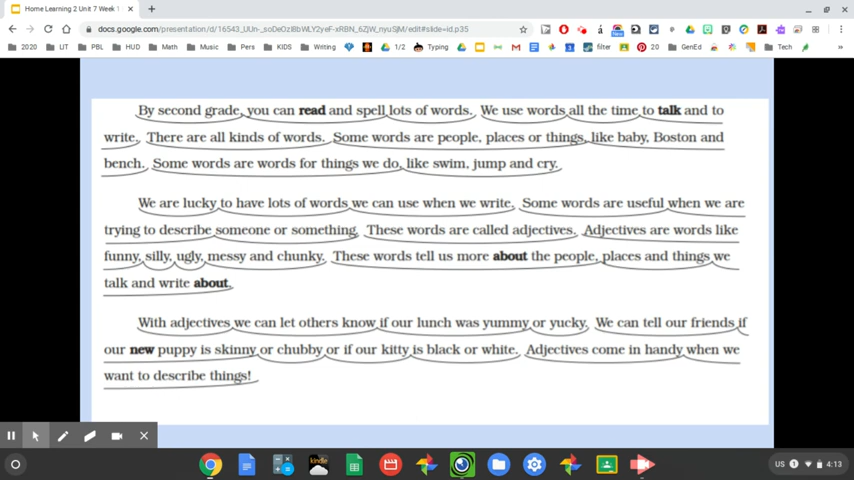 Home Learning 2 Unit 7 Week 1
docs.google.com/presentation/d/16543_UUn-_soDeOzIBbWLY2yeF-xRBN_6ZjW_nyuSJM/edit#slide=id.p35
2020 LIT PBL HUD Math Music Pers KIDS Writing 1/2 Typing filter 20 GenEd Tech
By second grade, you can read and spell lots of words. We use words all the time to talk and to
write. There are all kinds of words. Some words are people, places or things, like baby, Boston and
bench. Some words are words for things we do, like swim, jump and cry.
We are lucky to have lots of words we can use when we write. Some words are useful when we are
trying to describe someone or something. These words are called adjectives. Adjectives are words like
funny, silly, ugly, messy and chunky. These words tell us more about the people, places and things we
talk and write about.
With adjectives we can let others know if our lunch was yummy or yucky. We can tell our friends if
our new puppy is skinny or chubby or if our kitty is black or white. Adjectives come in handy when we
want to describe things!
kindle
US 4:13